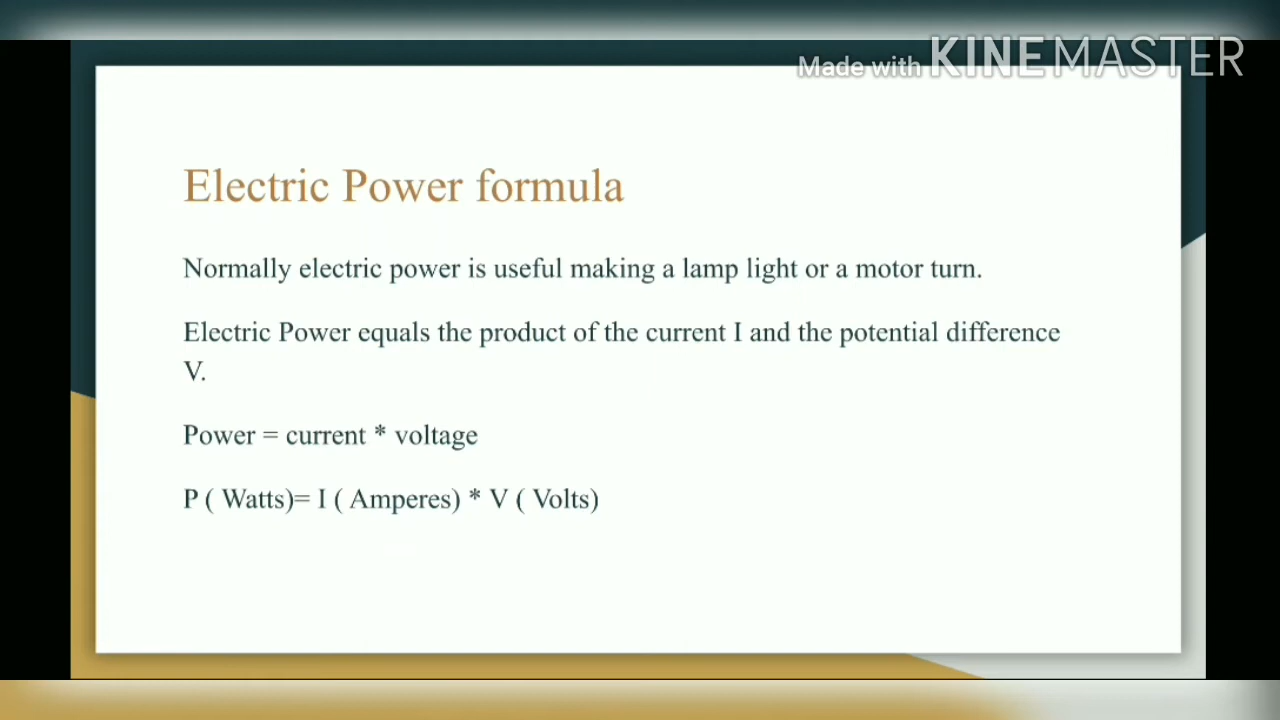 Made with KINEMASTER
Electric Power formula
Normally electric power is useful making a lamp light or a motor turn.
Electric Power equals the product of the current I and the potential difference
V.
Power = current * voltage
P ( Watts)= I ( Amperes) * V ( Volts)